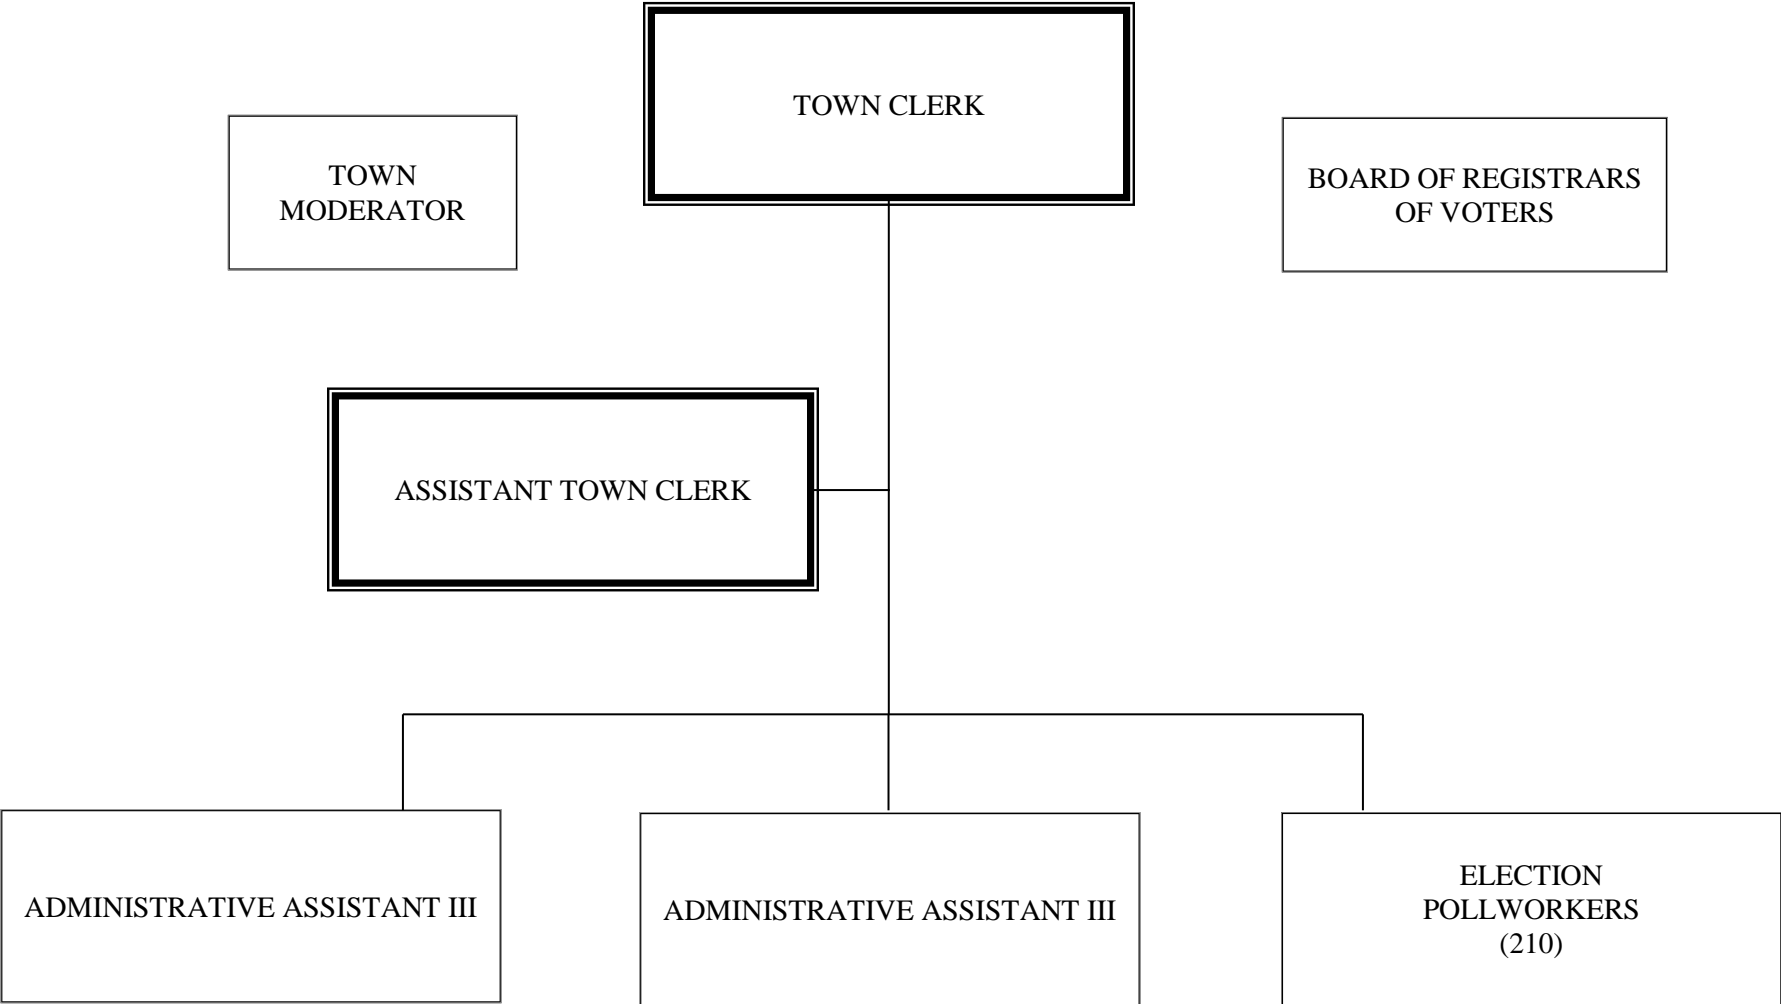 TOWN CLERK
TOWN
MODERATOR
BOARD OF REGISTRARS
OF VOTERS
ASSISTANT TOWN CLERK
ADMINISTRATIVE ASSISTANT III
ADMINISTRATIVE ASSISTANT III
ELECTION
POLLWORKERS
(210)